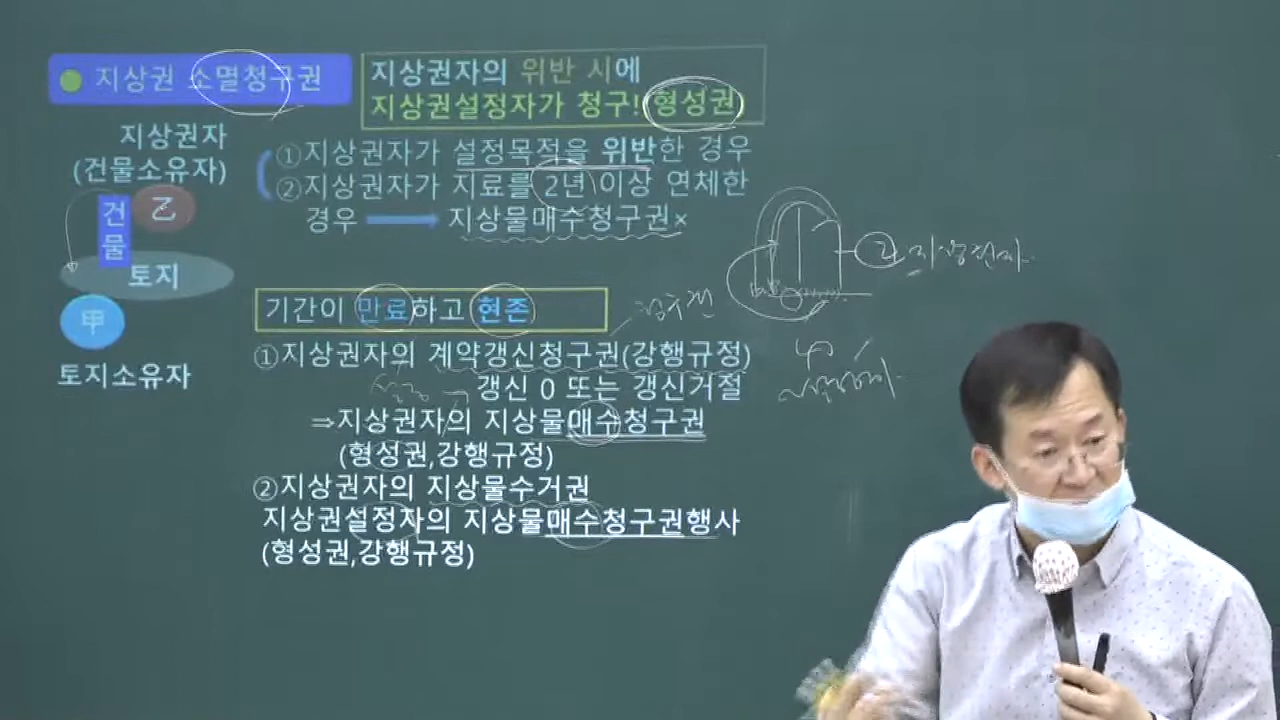 지상권 소멸청구권
지상권자의 위반 시에
지상권설정자가 청구! 형성권
지상권자
(건물소유자)
건물
乙
토지
甲
토지소유자
①지상권자가 설정목적을 위반한 경우
②지상권자가 지료를 2년 이상 연체한
경우 지상물매수청구권×
2 지상권자
기간이 만료하고 현존
청구권
①지상권자의 계약갱신청구권(강행규정)
갱신 0 또는 갱신거절
⇒지상권자의 지상물매수청구권
(형성권,강행규정)
②지상권자의 지상물수거권
지상권설정자의 지상물매수청구권행사
(형성권,강행규정)